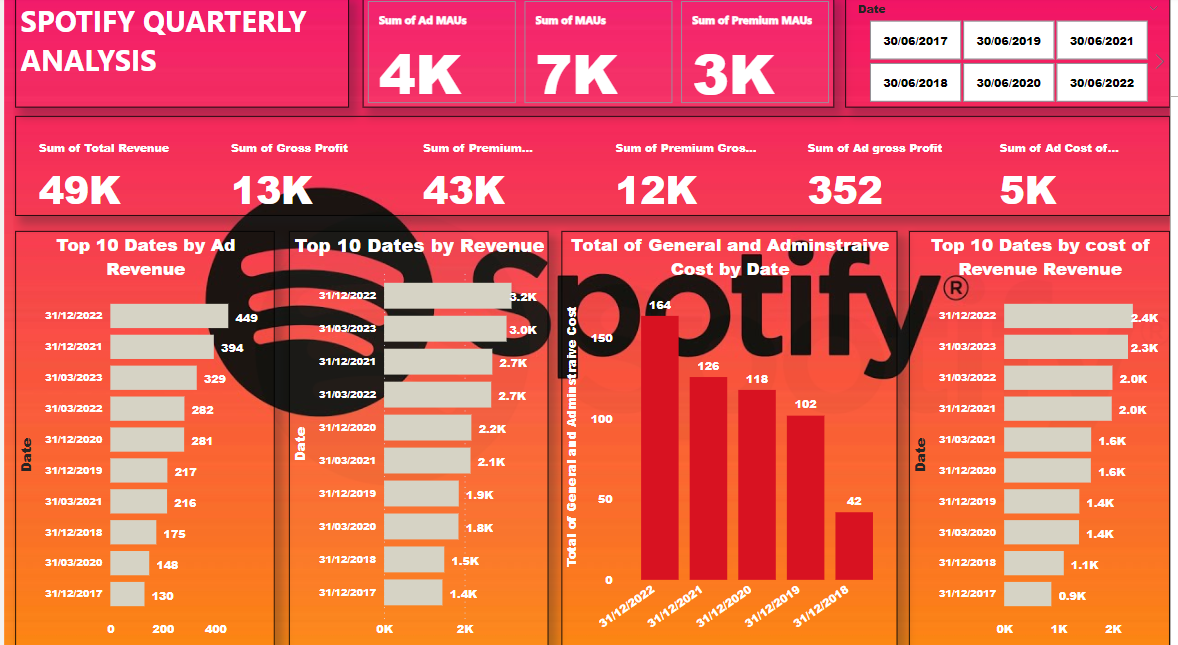 SPOTIFY QUARTERLY
ANALYSIS
Sum of Ad MAUs
4K
Sum of MAUs
7K
Sum of Premium MAUs
3K
Date
30/06/2017
30/06/2019
30/06/2021
30/06/2018
30/06/2020
30/06/2022
Sum of Total Revenue
49K
Sum of Gross Profit
13K
Sum of Premium...
43K
Sum of Premium Gros...
12K
Sum of Ad gross Profit
352
Sum of Ad Cost of...
5K
Spotify®
Top 10 Dates by Ad
Revenue
Date
31/12/2022 449
31/12/2021 394
31/03/2023 329
31/03/2022 282
31/12/2020 281
31/12/2019 217
31/03/2021 216
31/12/2018 175
31/03/2020 148
31/12/2017 130
0 200 400
Top 10 Dates by Revenue
Date
31/12/2022 3.2K
31/03/2023 3.0K
31/12/2021 2.7K
31/03/2022 2.7K
31/12/2020 2.2K
31/03/2021 2.1K
31/12/2019 1.9K
31/03/2020 1.8K
31/12/2018 1.5K
31/12/2017 1.4K
0K 2K
Total of General and Adminstraive
Cost by Date
Total of General and Adminstraive Cost
164
150
126
118
102
100
50
42
0
31/12/2022 31/12/2021 31/12/2020 31/12/2019 31/12/2018
Top 10 Dates by cost of
Revenue Revenue
Date
31/12/2022 2.4K
31/03/2023 2.3K
31/03/2022 2.0K
31/12/2021 2.0K
31/03/2021 1.6K
31/12/2020 1.6K
31/12/2019 1.4K
31/03/2020 1.4K
31/12/2018 1.1K
31/12/2017 0.9K
0K 1K 2K